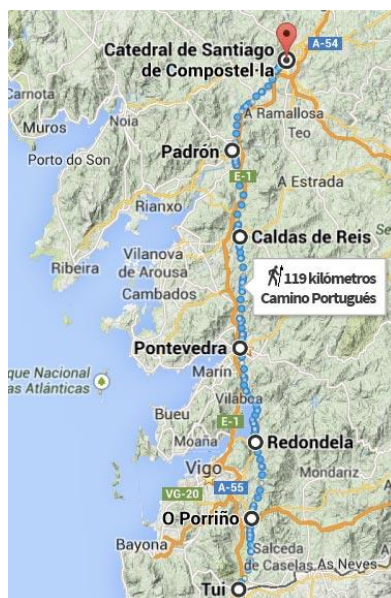 Catedral de Santiago
de Compostel·la
A-54
Carnota
Muros
Noia
A Ramallosa
Teo
Porto do Son
Padrón
E-1
A Estrada
Rianxo
Caldas de Reis
Ribeira
Vilanova
de Arousa
Cambados
119 kilómetros
Camino Portugués
Pontevedra
Marín
que Nacional
as Atlánticas
Vilaboa
Bueu
E-1
Moaña
Redondela
Vigo
Mondariz
A-55
VG-20
O Porriño
Bayona
Salceda
de Caselas
As Neves
Tui